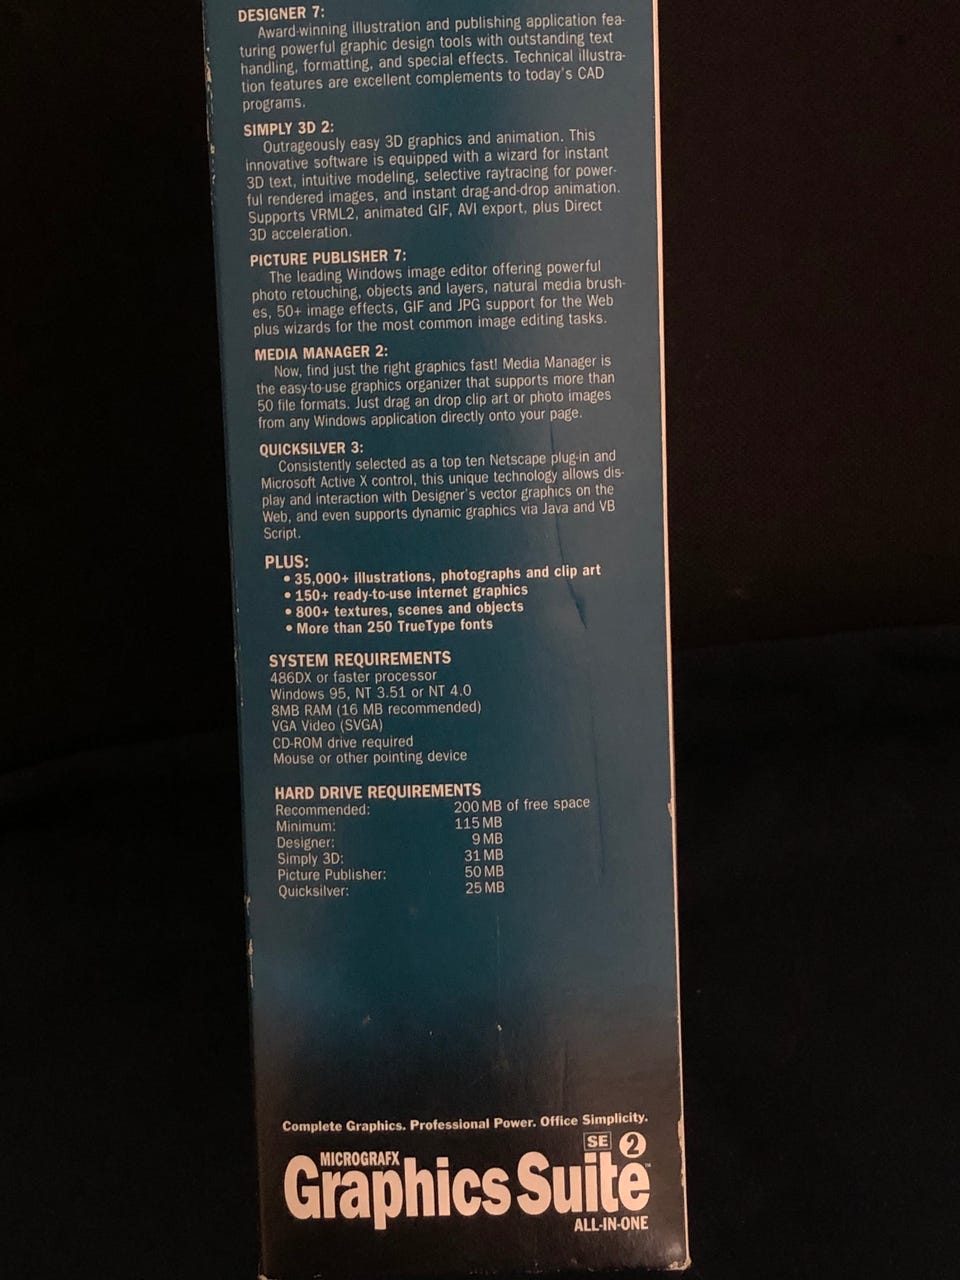 DESIGNER 7:
Award-winning illustration and publishing application fea-
turing powerful graphic design tools with outstanding text
handling, formatting, and special effects. Technical illustra-
tion features are excellent complements to today's CAD
programs.
SIMPLY 3D 2:
Outrageously easy 3D graphics and animation. This
innovative software is equipped with a wizard for instant
3D text, intuitive modeling, selective raytracing for power-
ful rendered images, and instant drag-and-drop animation.
Supports VRML2, animated GIF, AVI export, plus Direct
3D acceleration.
PICTURE PUBLISHER 7:
The leading Windows image editor offering powerful
photo retouching, objects and layers, natural media brush-
es, 50+ image effects, GIF and JPG support for the Web
plus wizards for the most common image editing tasks.
MEDIA MANAGER 2:
Now, find just the right graphics fast! Media Manager is
the easy-to-use graphics organizer that supports more than
50 file formats. Just drag an drop clip art or photo images
from any Windows application directly onto your page.
QUICKSILVER 3:
Consistently selected as a top ten Netscape plug-in and
Microsoft Active X control, this unique technology allows dis-
play and interaction with Designer's vector graphics on the
Web, and even supports dynamic graphics via Java and VB
Script.
PLUS:
• 35,000+ illustrations, photographs and clip art
• 150+ ready-to-use internet graphics
• 800+ textures, scenes and objects
• More than 250 TrueType fonts
SYSTEM REQUIREMENTS
486DX or faster processor
Windows 95, NT 3.51 or NT 4.0
8MB RAM (16 MB recommended)
VGA Video (SVGA)
CD-ROM drive required
Mouse or other pointing device
HARD DRIVE REQUIREMENTS
Recommended: 200 MB of free space
Minimum: 115 MB
Designer: 9 MB
Simply 3D: 31 MB
Picture Publisher: 50 MB
Quicksilver: 25 MB
Complete Graphics. Professional Power. Office Simplicity.
SE 2
MICROGRAFX
Graphics Suite™
ALL-IN-ONE